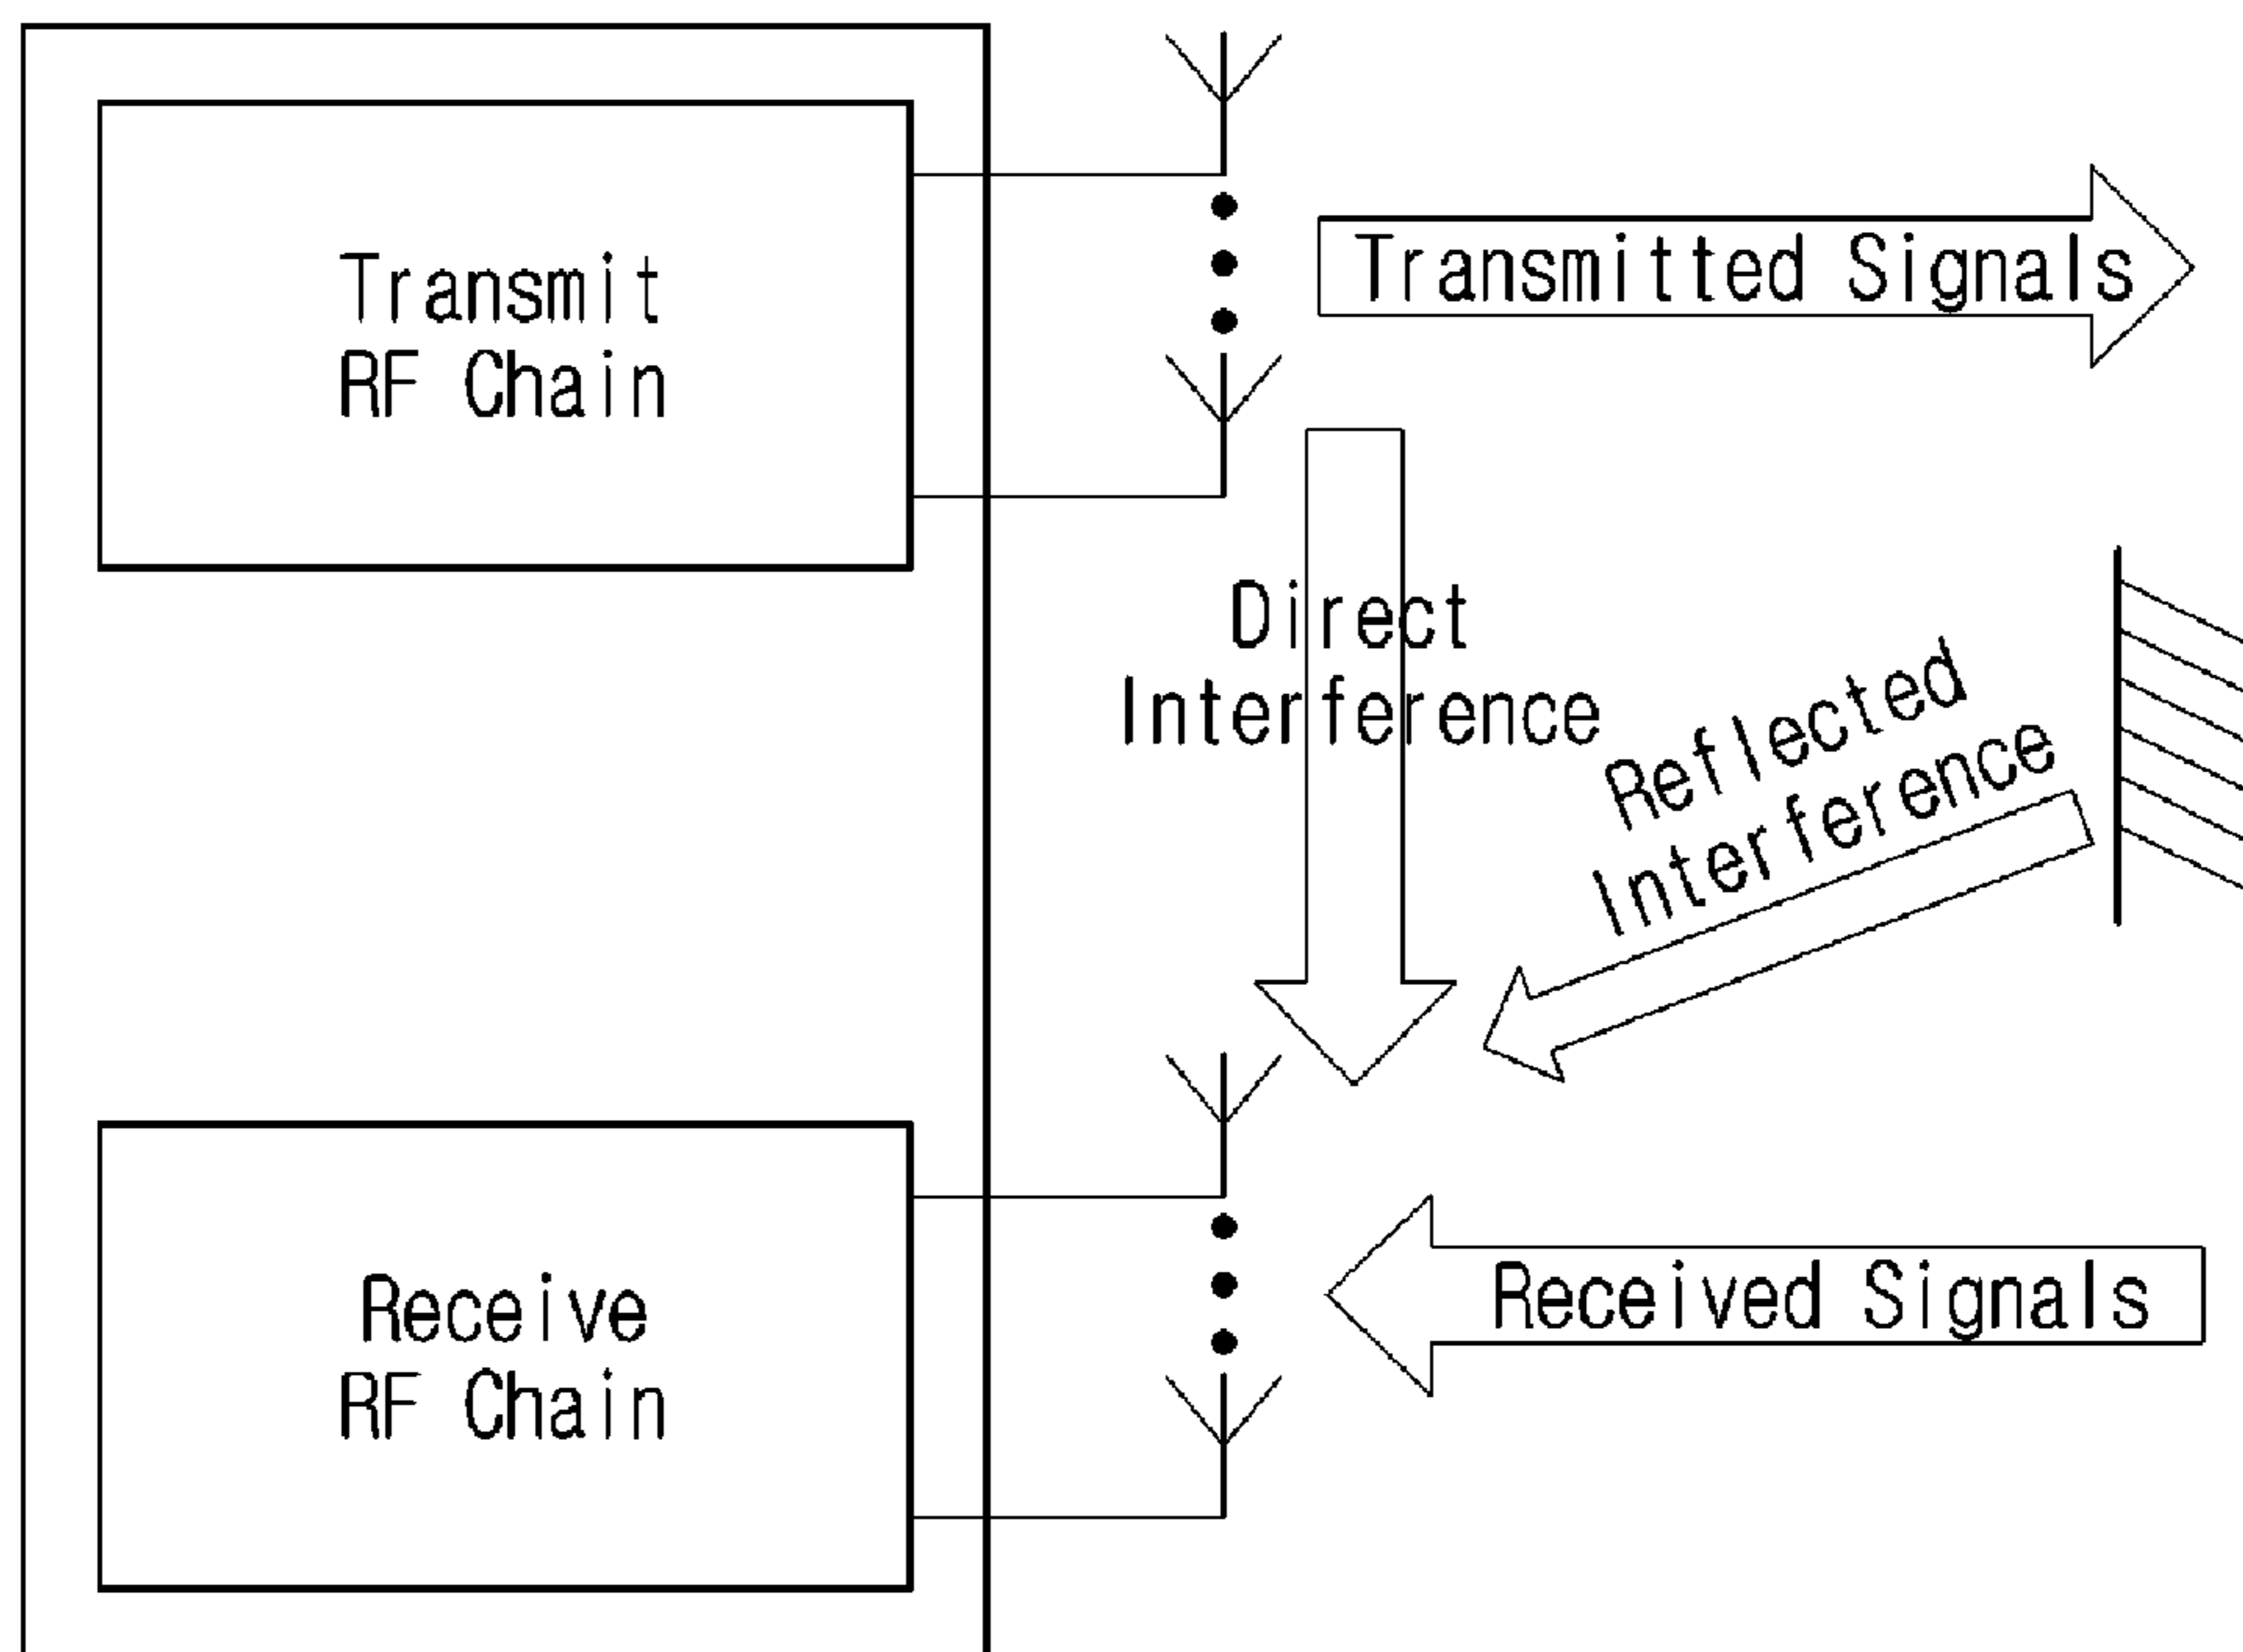 Transmit
RF Chain
Transmitted Signals
Direct
Interference
Reflected
Interference
Receive
RF Chain
Received Signals